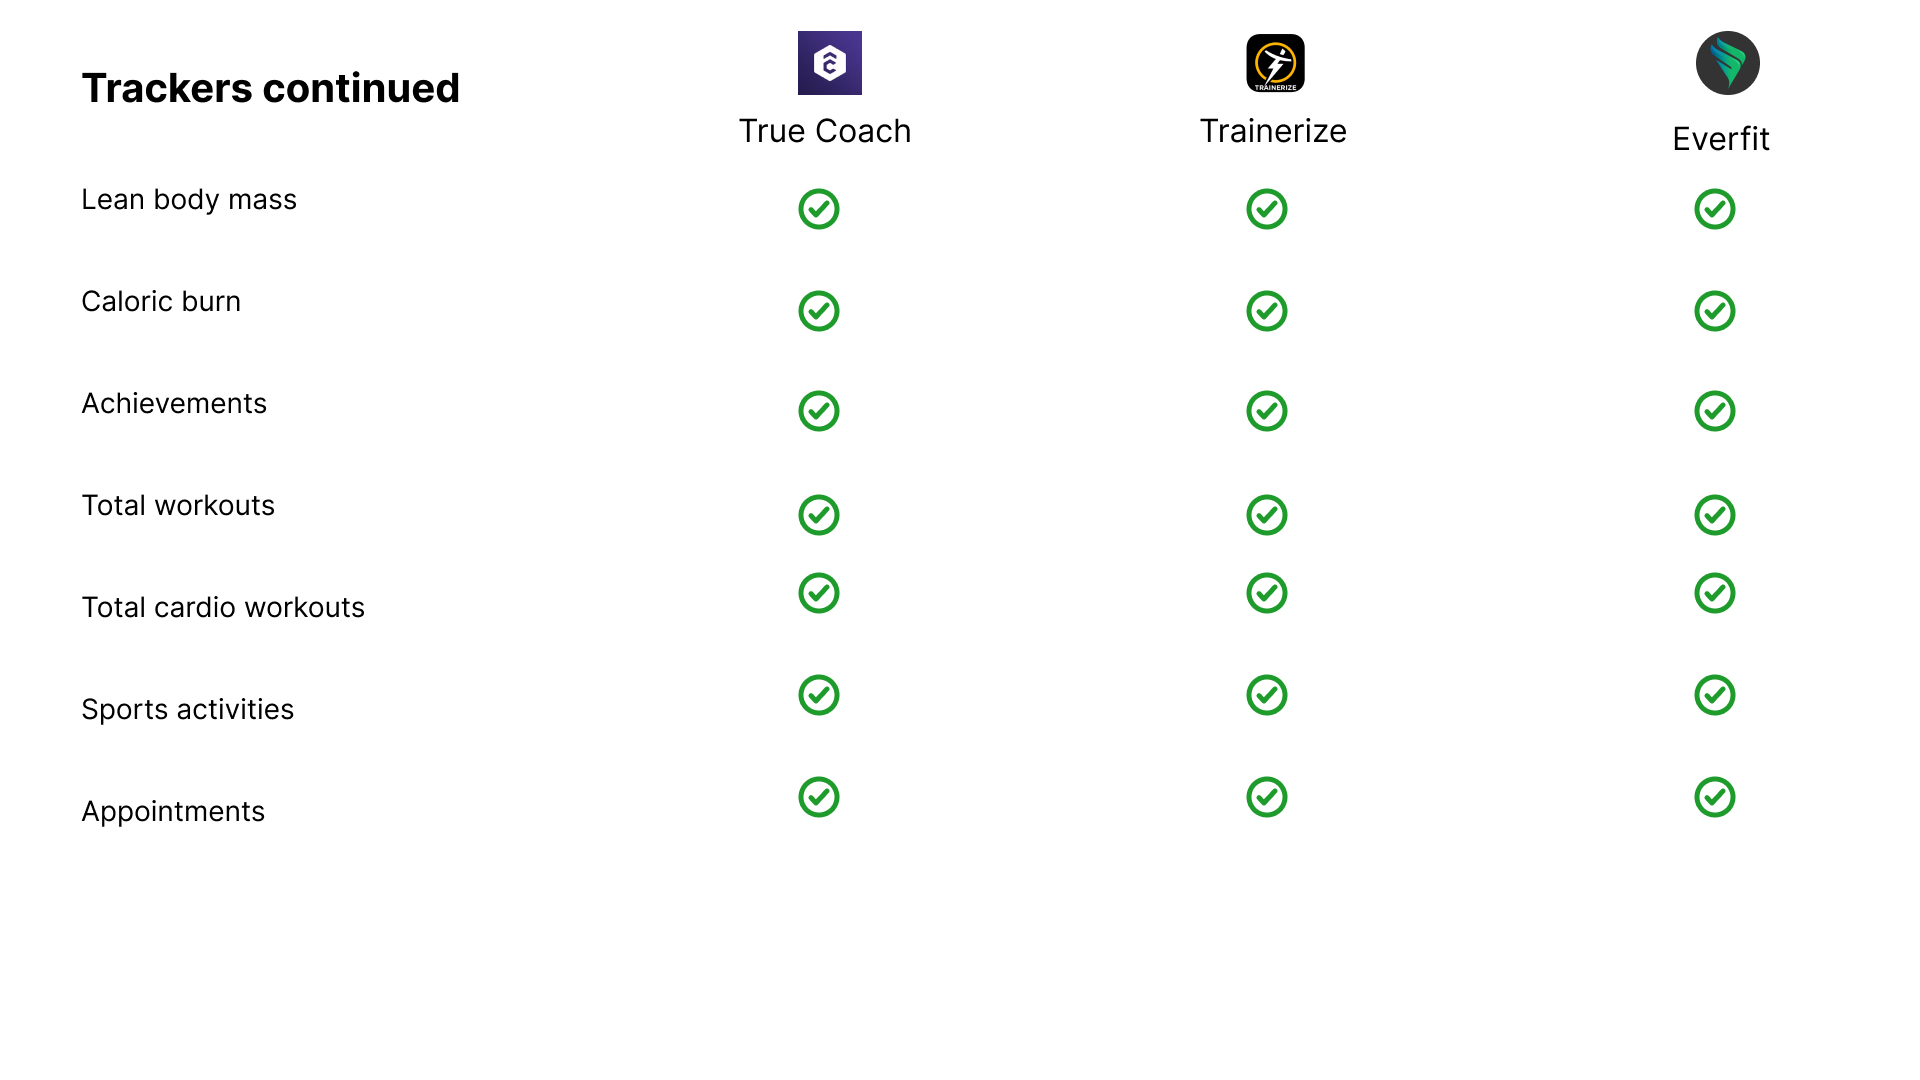 Trackers continued
TRAINERIZE
True Coach
Trainerize
Everfit
Lean body mass
Caloric burn
Achievements
Total workouts
Total cardio workouts
Sports activities
Appointments